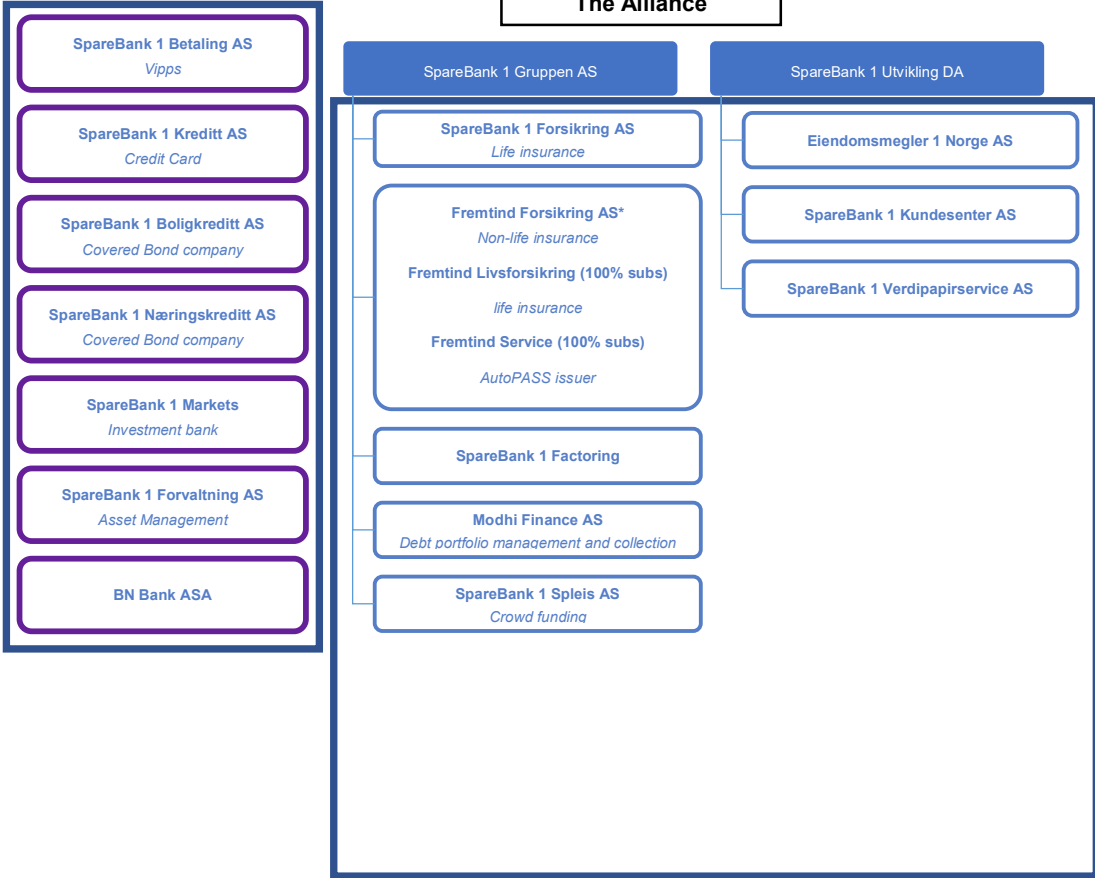 The Alliance
SpareBank 1 Betaling AS
Vipps
SpareBank 1 Kreditt AS
Credit Card
SpareBank 1 Boligkreditt AS
Covered Bond company
SpareBank 1 Næringskreditt AS
Covered Bond company
SpareBank 1 Markets
Investment bank
SpareBank 1 Forvaltning AS
Asset Management
BN Bank ASA
SpareBank 1 Gruppen AS
SpareBank 1 Forsikring AS
Life insurance
Fremtind Forsikring AS*
Non-life insurance
Fremtind Livsforsikring (100% subs)
life insurance
Fremtind Service (100% subs)
AutoPASS issuer
SpareBank 1 Factoring
Modhi Finance AS
Debt portfolio management and collection
SpareBank 1 Spleis AS
Crowd funding
SpareBank 1 Utvikling DA
Eiendomsmegler 1 Norge AS
SpareBank 1 Kundesenter AS
SpareBank 1 Verdipapirservice AS